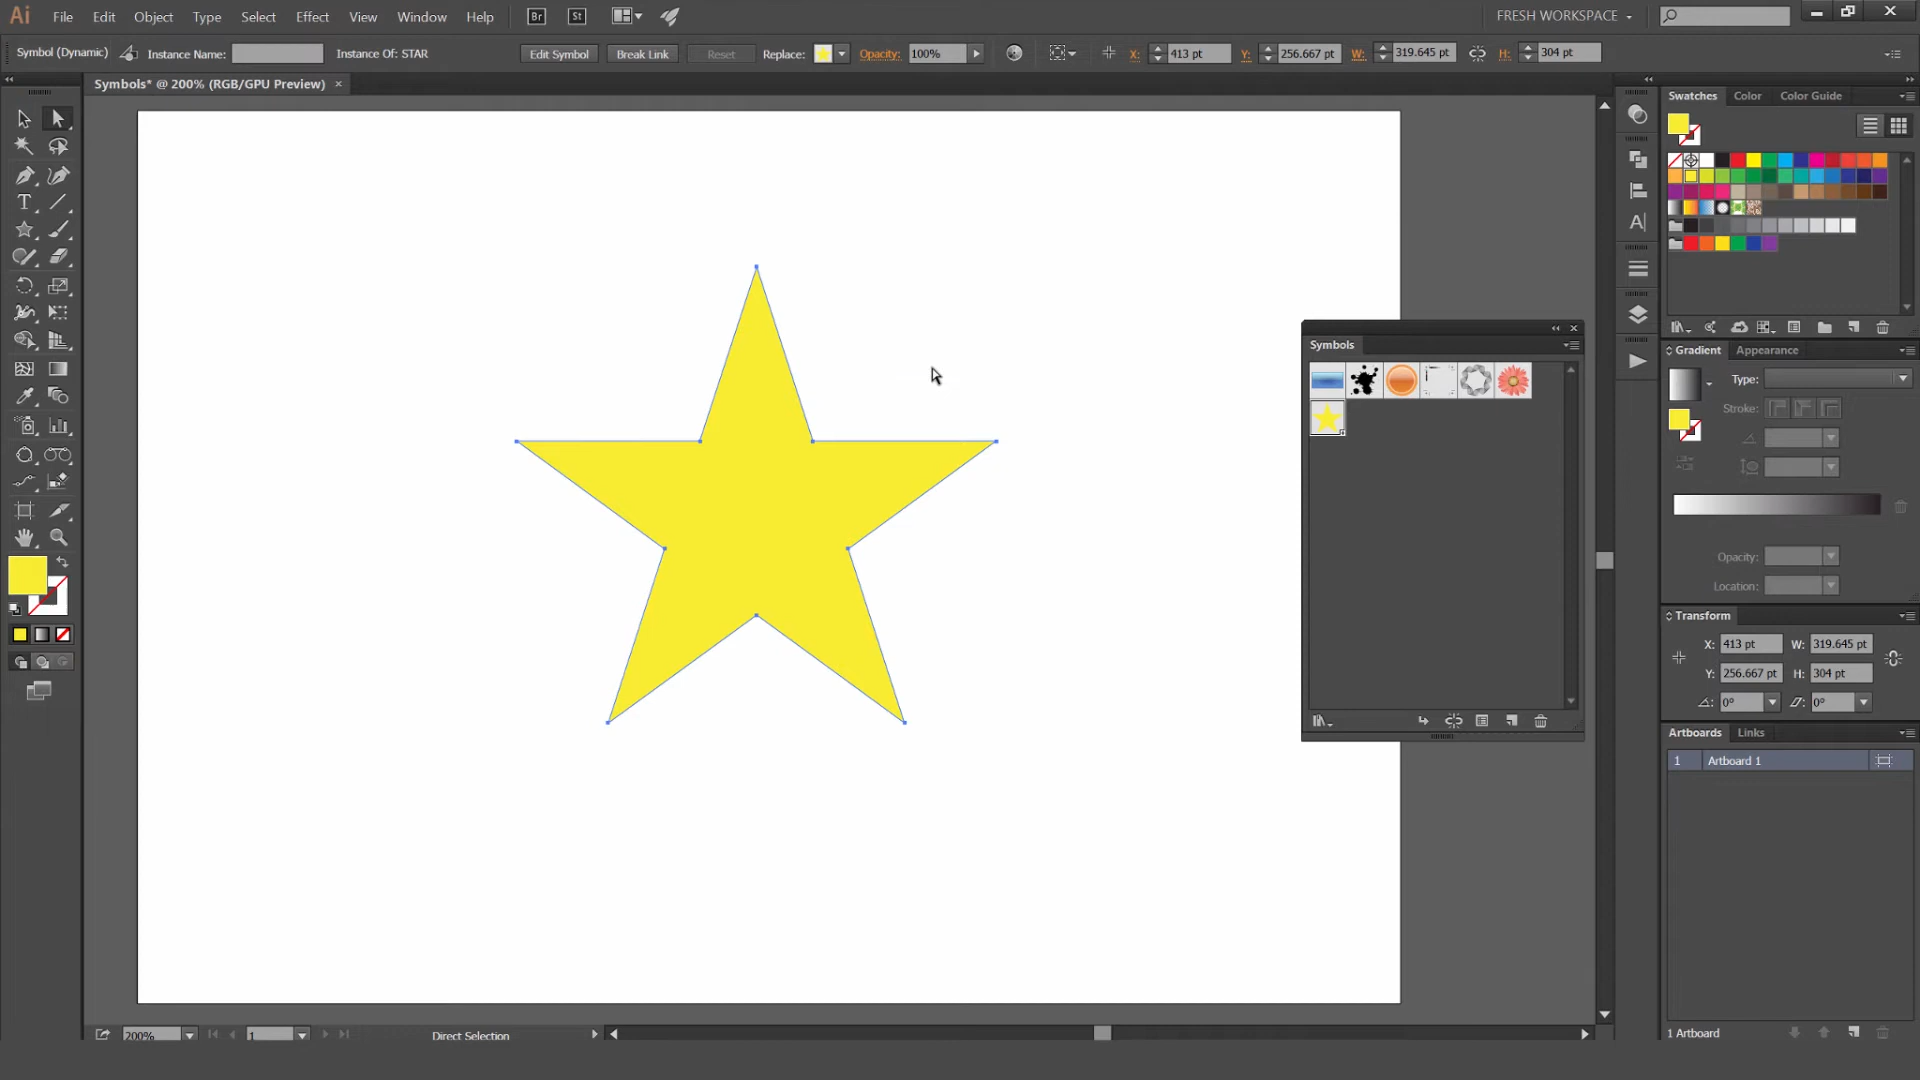 Ai File Edit Object Type Select Effect View Window Help Br St FRESH WORKSPACE
Symbol (Dynamic) Instance Name: Instance Of: STAR Edit Symbol Break Link Reset Replace: Opacity: 100% X: 413 pt Y: 256.667 pt W: 319.645 pt H: 304 pt
Symbols* @ 200% (RGB/GPU Preview) ×
Swatches Color Color Guide
Symbols
Gradient Appearance
Type:
Stroke:
Opacity:
Location:
Transform
X: 413 pt W: 319.645 pt
Y: 256.667 pt H: 304 pt
0° 0°
Artboards Links
1 Artboard 1
1 Artboard
200% 1 Direct Selection